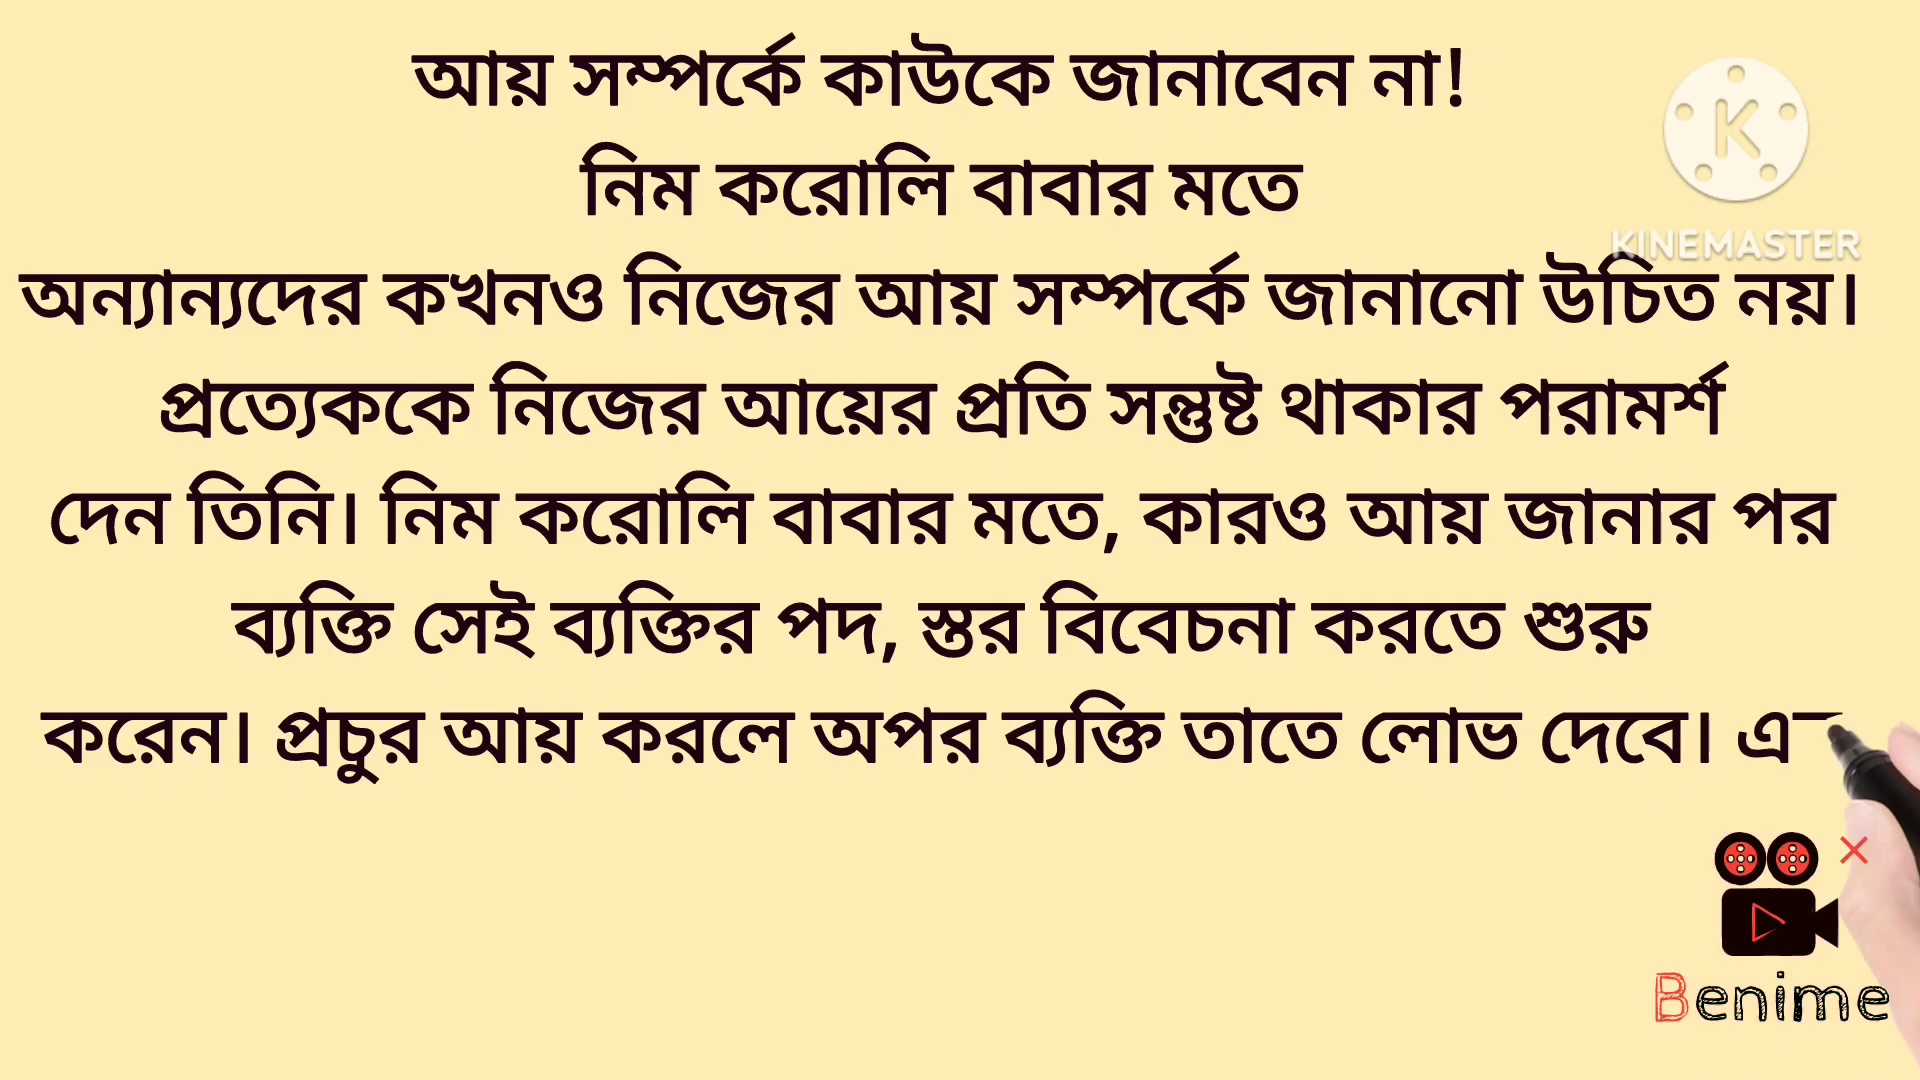 আয় সম্পর্কে কাউকে জানাবেন না!
নিম করোলি বাবার মতে
KINEMASTER
অন্যান্যদের কখনও নিজের আয় সম্পর্কে জানানো উচিত নয়।
প্রত্যেককে নিজের আয়ের প্রতি সন্তুষ্ট থাকার পরামর্শ
দেন তিনি। নিম করোলি বাবার মতে, কারও আয় জানার পর
ব্যক্তি সেই ব্যক্তির পদ, স্তর বিবেচনা করতে শুরু
করেন। প্রচুর আয় করলে অপর ব্যক্তি তাতে লোভ দেবে।
Benime